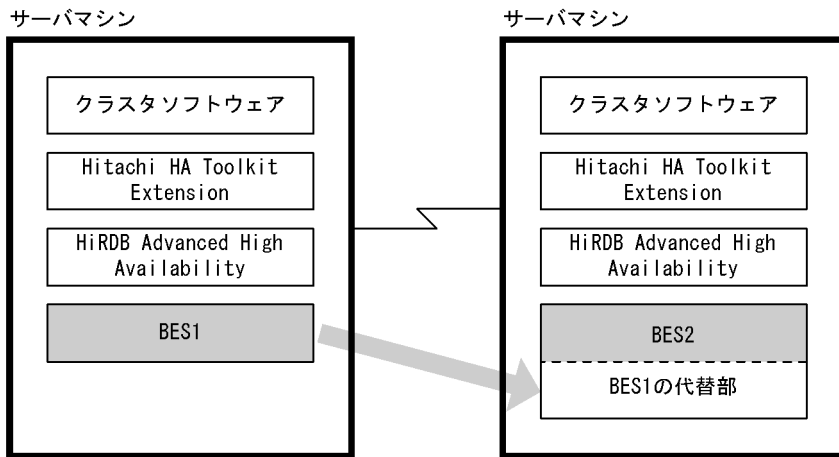 サーバマシン
クラスタソフトウェア
Hitachi HA Toolkit
Extension
HiRDB Advanced High
Availability
BES1
サーバマシン
クラスタソフトウェア
Hitachi HA Toolkit
Extension
HiRDB Advanced High
Availability
BES2
BES1の代替部